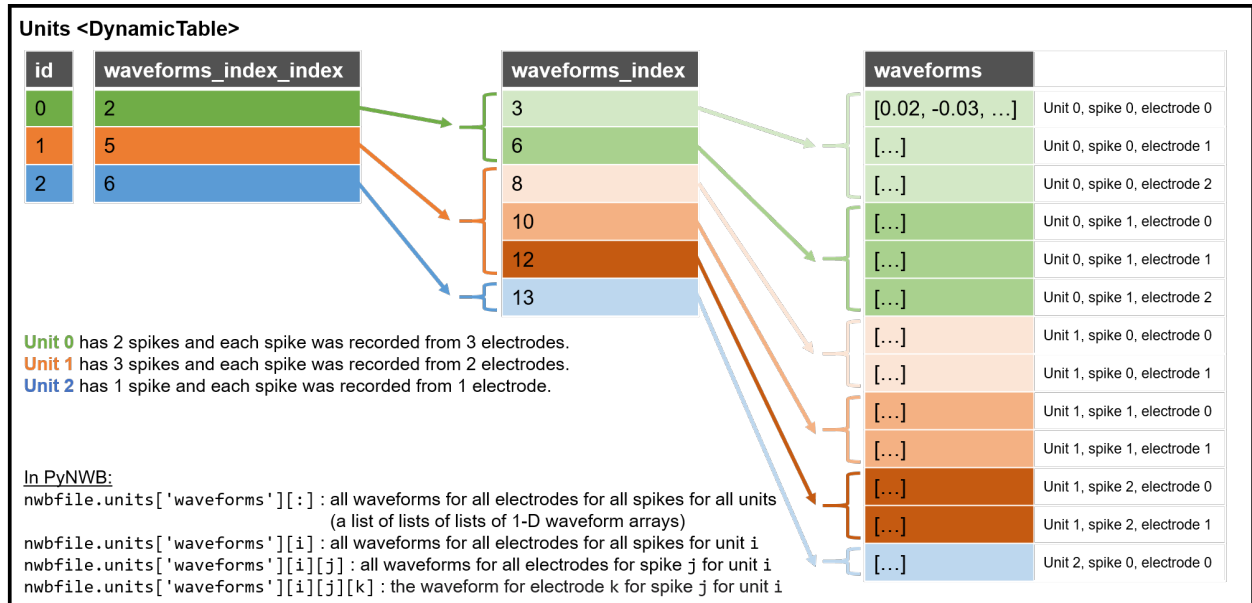 Units <DynamicTable>
id waveforms_index_index waveforms_index waveforms
0 2 3 [0.02, -0.03, …] Unit 0, spike 0, electrode 0
1 5 6 […] Unit 0, spike 0, electrode 1
2 6 8 […] Unit 0, spike 0, electrode 2
10 […] Unit 0, spike 1, electrode 0
12 […] Unit 0, spike 1, electrode 1
13 […] Unit 0, spike 1, electrode 2
[…] Unit 1, spike 0, electrode 0
[…] Unit 1, spike 0, electrode 1
[…] Unit 1, spike 1, electrode 0
[…] Unit 1, spike 1, electrode 1
[…] Unit 1, spike 2, electrode 0
[…] Unit 1, spike 2, electrode 1
[…] Unit 2, spike 0, electrode 0
Unit 0 has 2 spikes and each spike was recorded from 3 electrodes.
Unit 1 has 3 spikes and each spike was recorded from 2 electrodes.
Unit 2 has 1 spike and each spike was recorded from 1 electrode.
In PyNWB:
nwbfile.units['waveforms'][:] : all waveforms for all electrodes for all spikes for all units
(a list of lists of lists of 1-D waveform arrays)
nwbfile.units['waveforms'][i] : all waveforms for all electrodes for all spikes for unit i
nwbfile.units['waveforms'][i][j] : all waveforms for all electrodes for spike j for unit i
nwbfile.units['waveforms'][i][j][k] : the waveform for electrode k for spike j for unit i